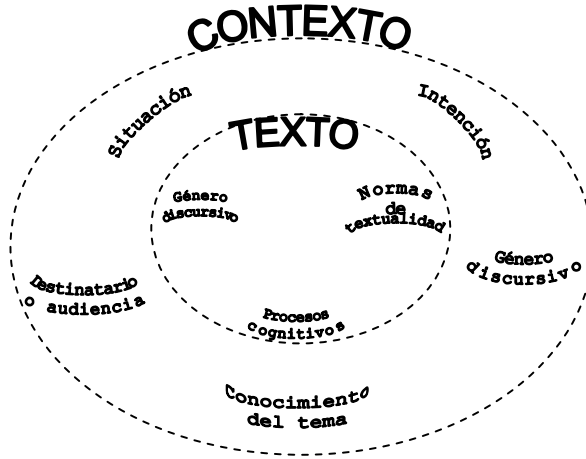 CONTEXTO
Situación
Intención
TEXTO
Género
discursivo
Normas
de
textualidad
Género
discursivo
Destinatario
o audiencia
Procesos
cognitivos
Conocimiento
del tema